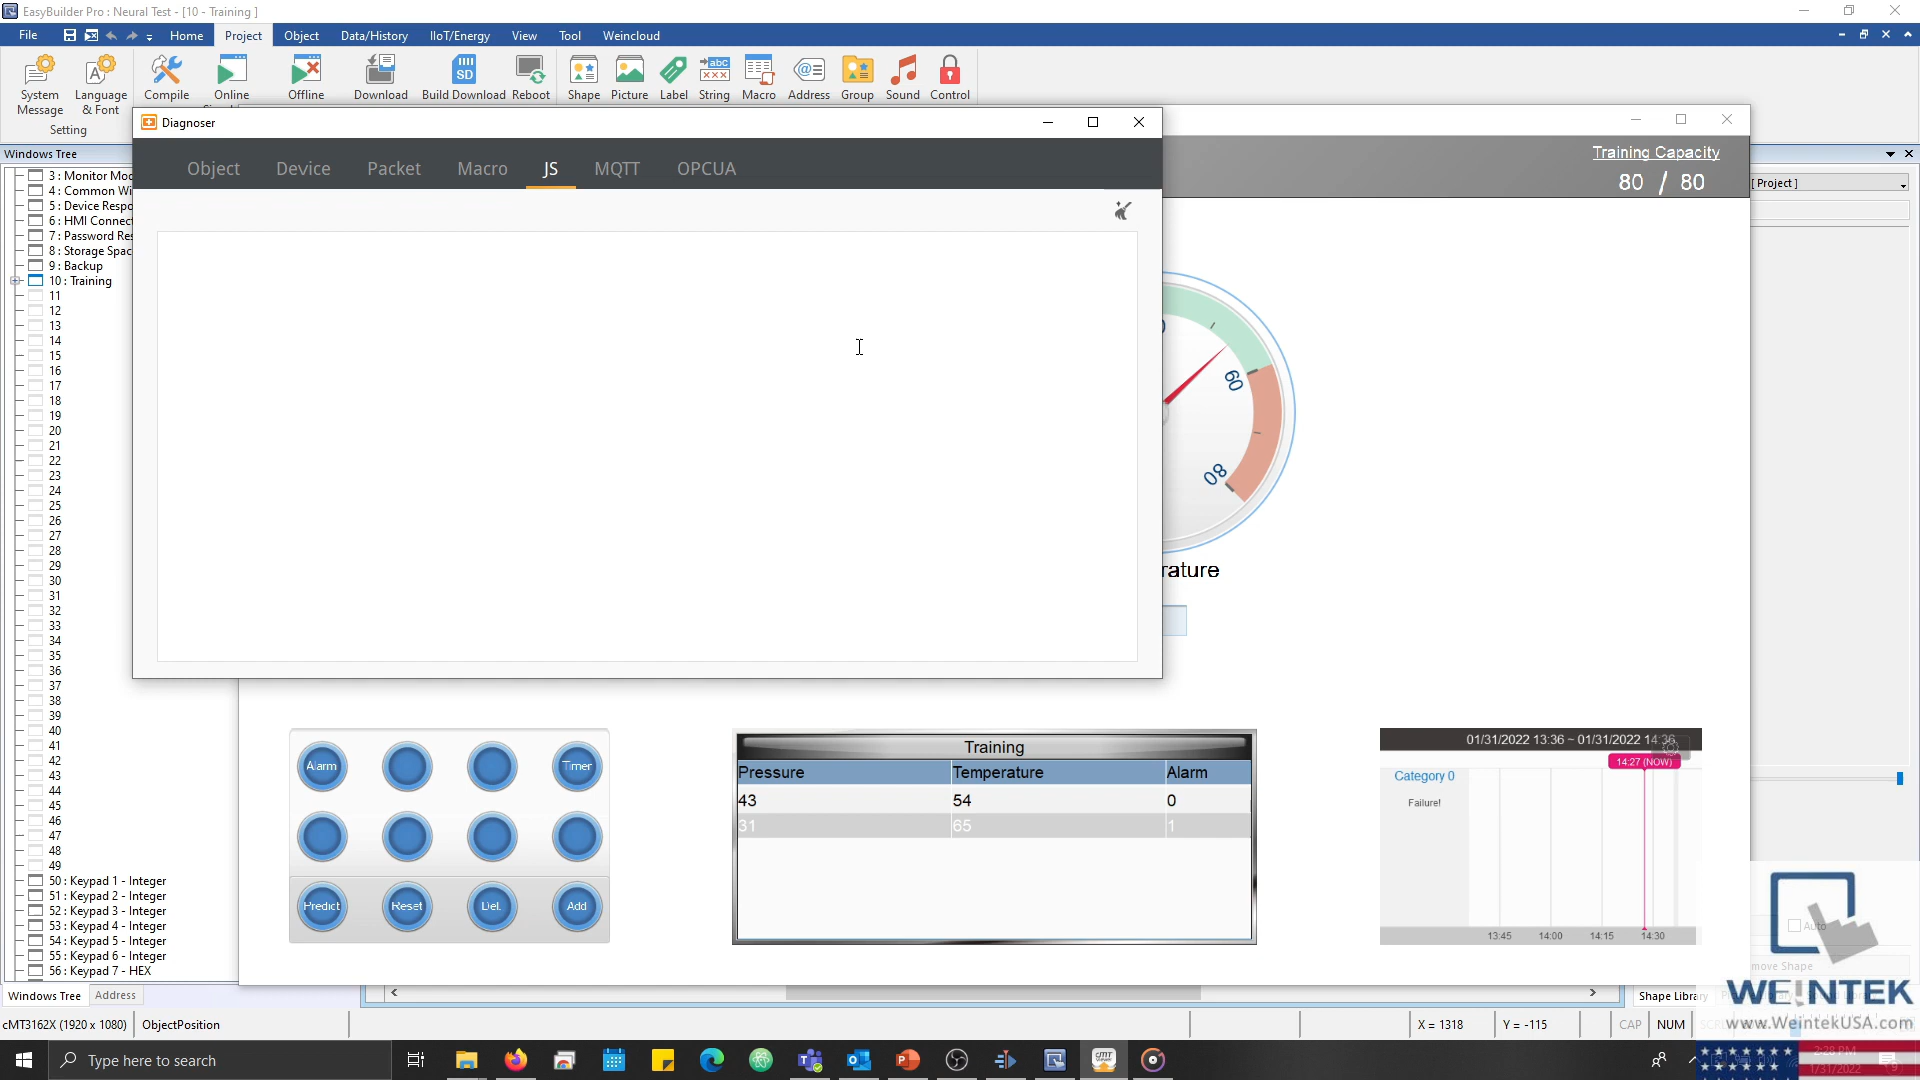 EasyBuilder Pro : Neural Test - [10 - Training ]
File Home Project Object Data/History IIoT/Energy View Tool Weincloud
System Message
Language & Font
Compile
Online
Offline
Download
Build Download
Reboot
Shape
Picture
Label
String
Macro
Address
Group
Sound
Control
Setting
Diagnoser
Object Device Packet Macro JS MQTT OPCUA
Training Capacity
80 / 80
[ Project ]
Windows Tree
3 : Monitor Mo
4 : Common Wi
5 : Device Respo
6 : HMI Connect
7 : Password Res
8 : Storage Spac
9 : Backup
10 : Training
11
12
13
14
15
16
17
18
19
20
21
22
23
24
25
26
27
28
29
30
31
32
33
34
35
36
37
38
39
40
41
42
43
44
45
46
47
48
49
50 : Keypad 1 - Integer
51 : Keypad 2 - Integer
52 : Keypad 3 - Integer
53 : Keypad 4 - Integer
54 : Keypad 5 - Integer
55 : Keypad 6 - Integer
56 : Keypad 7 - HEX
60
80
rature
Alarm Timer
Predict Reset Del. Add
Training
Pressure Temperature Alarm
43 54 0
31 65 1
01/31/2022 13:36 ~ 01/31/2022 14:36
14:27 (NOW)
Category 0
Failure!
13:45 14:00 14:15 14:30
Auto
move Shape
Windows Tree Address
Shape Library
WEINTEK
www.WeintekUSA.com
cMT3162X (1920 x 1080) ObjectPosition
X = 1318 Y = -115 CAP NUM
Type here to search
2:28 PM
1/31/2022